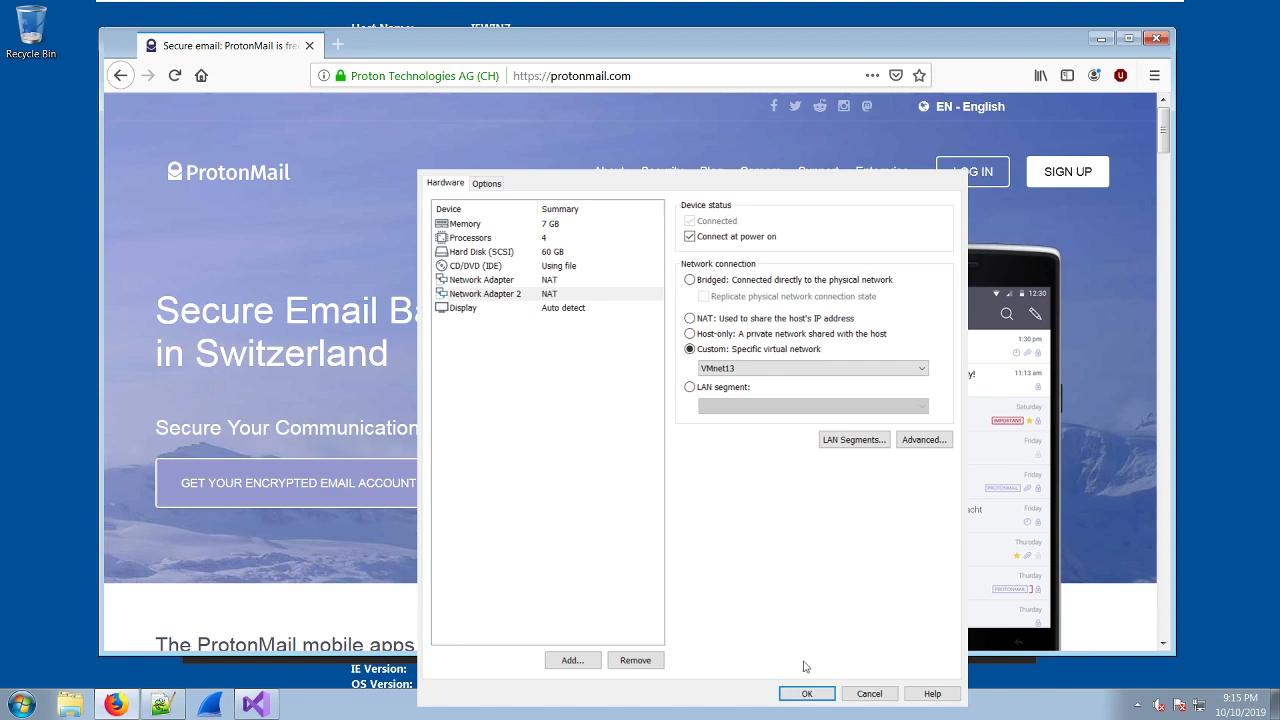 Recycle Bin
Secure email: ProtonMail is fre
Proton Technologies AG (CH)
https://protonmail.com
EN - English
ProtonMail
OG IN
SIGN UP
Secure Email Ba
in Switzerland
Secure Your Communication
GET YOUR ENCRYPTED EMAIL ACCOUNT
The ProtonMail mobile apps
IE Version:
OS Version:
Hardware
Options
Device Summary
Memory 7 GB
Processors 4
Hard Disk (SCSI) 60 GB
CD/DVD (IDE) Using file
Network Adapter NAT
Network Adapter 2 NAT
Display Auto detect
Add...
Remove
Device status
Connected
Connect at power on
Network connection
Bridged: Connected directly to the physical network
Replicate physical network connection state
NAT: Used to share the host's IP address
Host-only: A private network shared with the host
Custom: Specific virtual network
VMnet13
LAN segment:
LAN Segments...
Advanced...
OK
Cancel
Help
12:30
1:30 pm
y!
11:13 am
Saturday
IMPORTANT
Friday
Friday
PROTONMAIL
acht
Friday
Thursday
Thurday
PROTONMAIL
Thurday
9:15 PM
10/10/2019